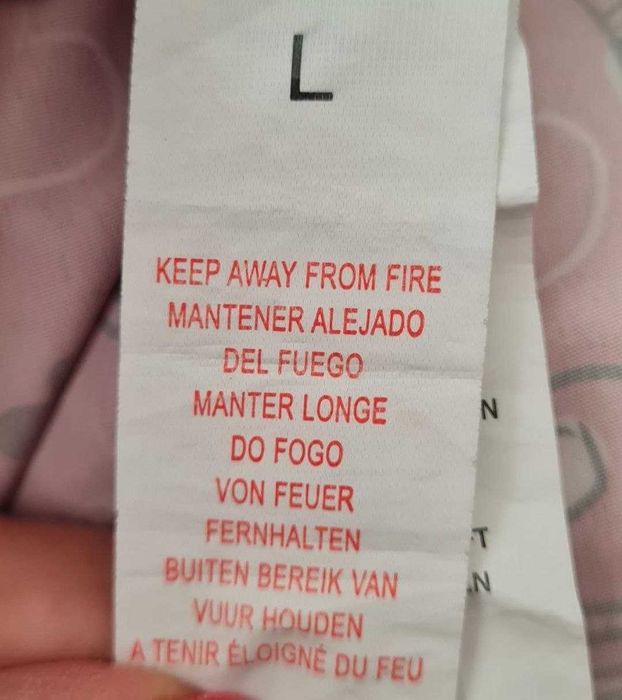 L
KEEP AWAY FROM FIRE
MANTENER ALEJADO
DEL FUEGO
MANTER LONGE
DO FOGO
VON FEUER
FERNHALTEN
BUITEN BEREIK VAN
VUUR HOUDEN
A TENIR ÉLOIGNÉ DU FEU